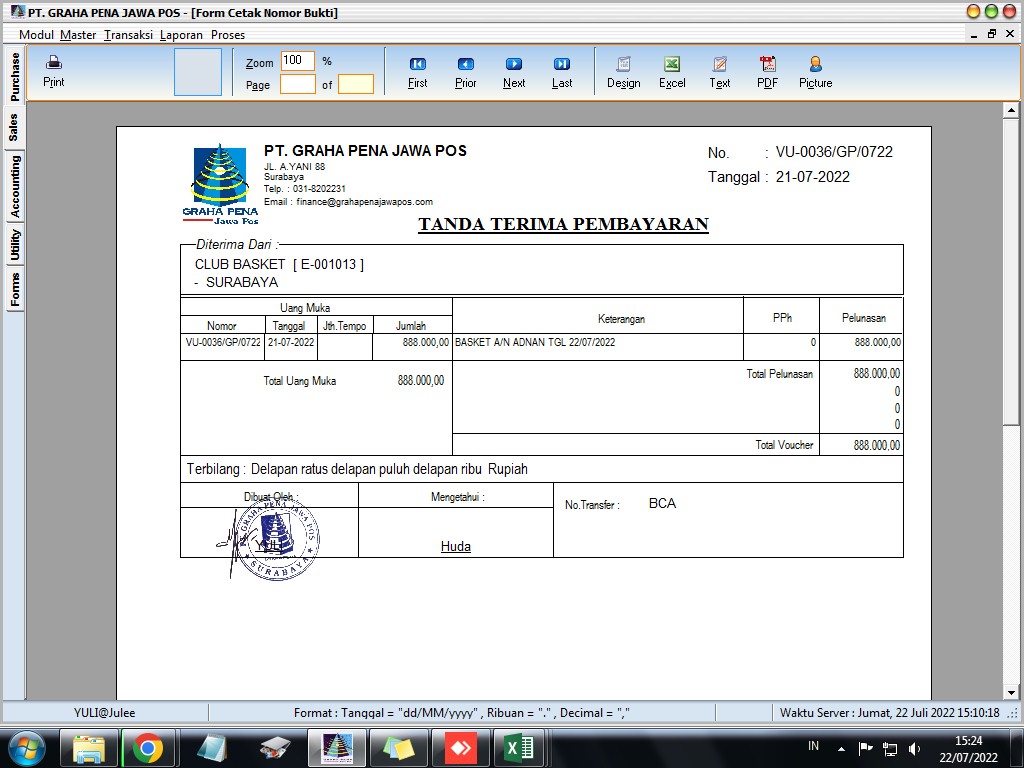 PT. GRAHA PENA JAWA POS - [Form Cetak Nomor Bukti]
Modul Master Transaksi Laporan Proses
Purchase
Sales
Accounting
Utility
Forms
Print
Zoom 100 %
Page of
First Prior Next Last Design Excel Text PDF Picture
GRAHA PENA
Jawa Pos
PT. GRAHA PENA JAWA POS
JL. A.YANI 88
Surabaya
Telp. : 031-8202231
Email : finance@grahapenajawapos.com
No. : VU-0036/GP/0722
Tanggal : 21-07-2022
TANDA TERIMA PEMBAYARAN
Diterima Dari :
CLUB BASKET [ E-001013 ]
- SURABAYA
Uang Muka
Nomor Tanggal Jth.Tempo Jumlah Keterangan PPh Pelunasan
VU-0036/GP/0722 21-07-2022 888.000,00 BASKET A/N ADNAN TGL 22/07/2022 0 888.000,00
Total Uang Muka 888.000,00 Total Pelunasan 888.000,00
0
0
0
Total Voucher 888.000,00
Terbilang : Delapan ratus delapan puluh delapan ribu Rupiah
Dibuat Oleh : Mengetahui : No.Transfer : BCA
PT. GRAHA PENA JAWA POS
SURABAYA
YULI
Huda
YULI@Julee Format : Tanggal = "dd/MM/yyyy" , Ribuan = "." , Decimal = "," Waktu Server : Jumat, 22 Juli 2022 15:10:18
IN 15:24
22/07/2022